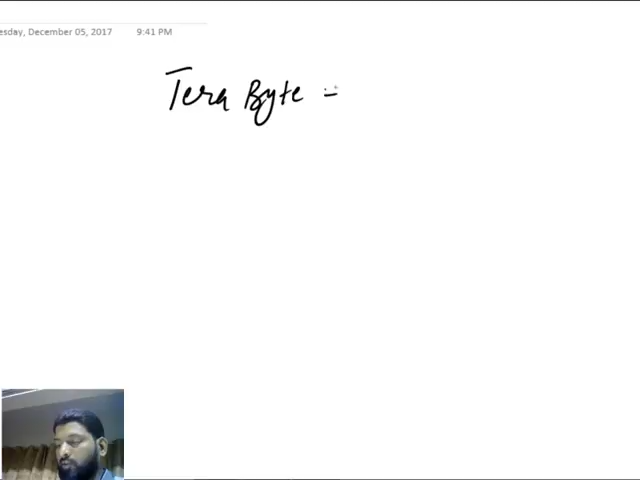 esday, December 05, 2017 9:41 PM
Tera Byte =